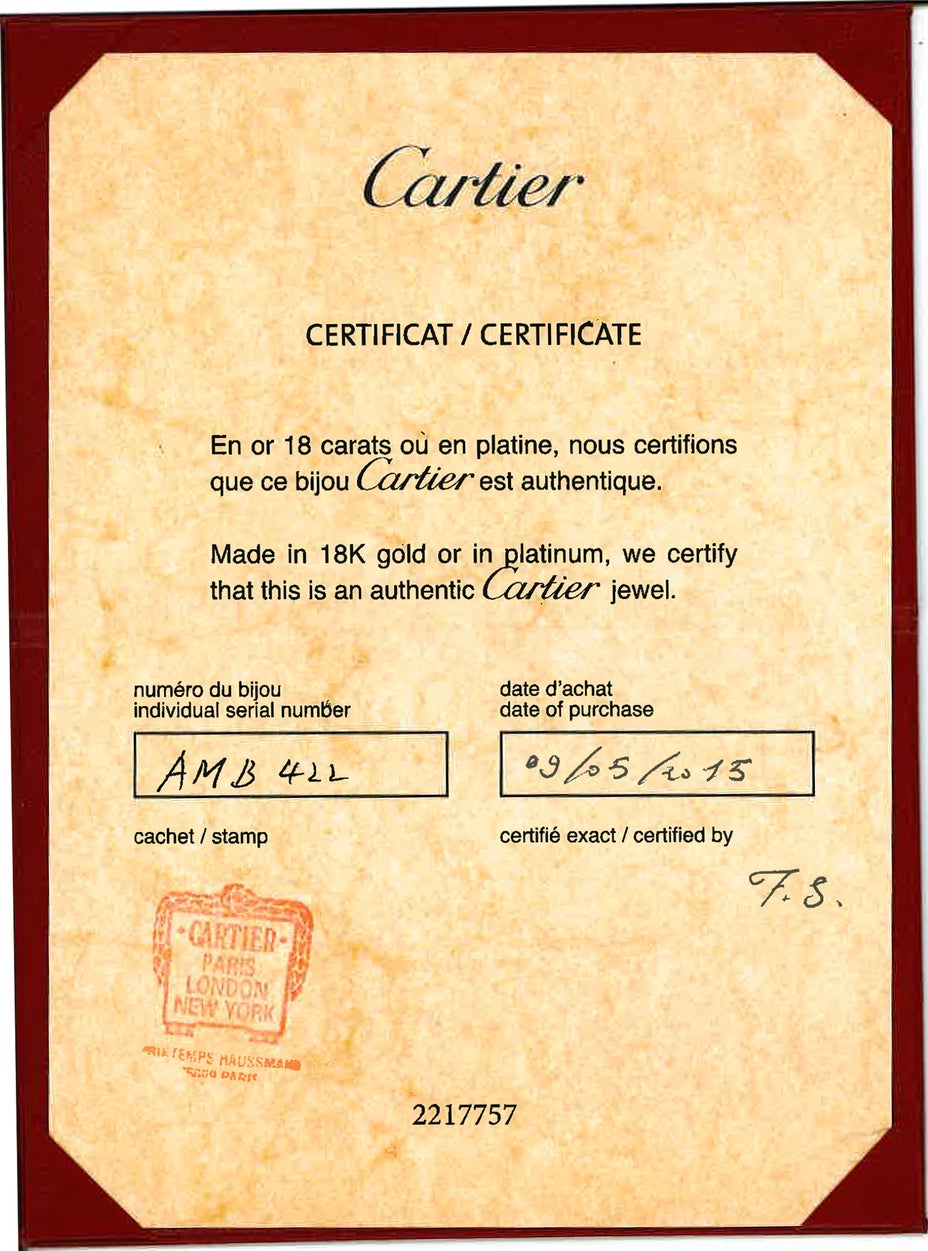 Cartier
CERTIFICAT / CERTIFICATE
En or 18 carats où en platine, nous certifions
que ce bijou Cartier est authentique.
Made in 18K gold or in platinum, we certify
that this is an authentic Cartier jewel.
numéro du bijou
individual serial number
AMB 422
date d'achat
date of purchase
09/05/2015
cachet / stamp
certifié exact / certified by
F.S.
·CARTIER·
PARIS
LONDON
NEW YORK
HAUSSMANN
PARIS
2217757